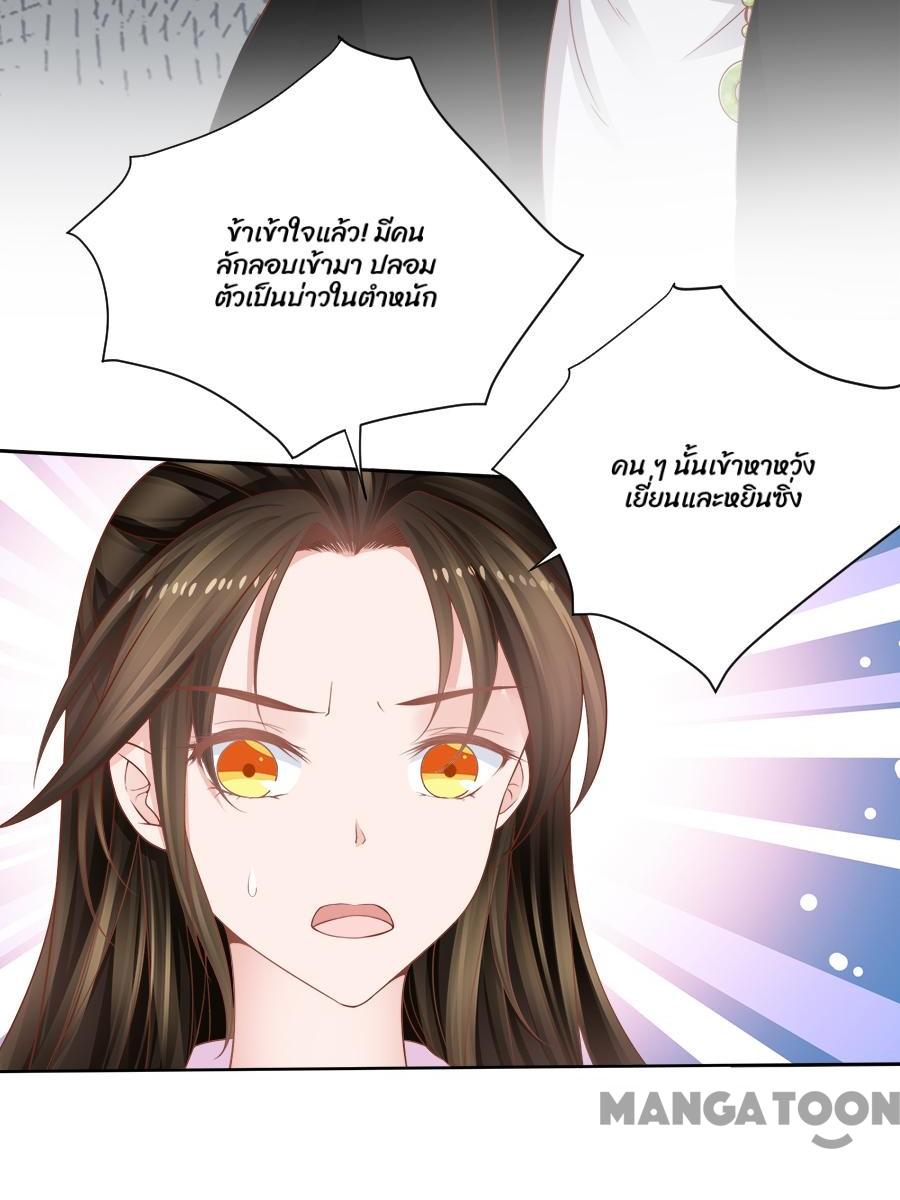 ข้าเข้าใจแล้ว! มีคน
ลักลอบเข้ามา ปลอม
ตัวเป็นบ่าวในตำหนัก
คน ๆ นั้นเข้าหาหวัง
เยี่ยนและหยินซิ่ง
MANGATOON